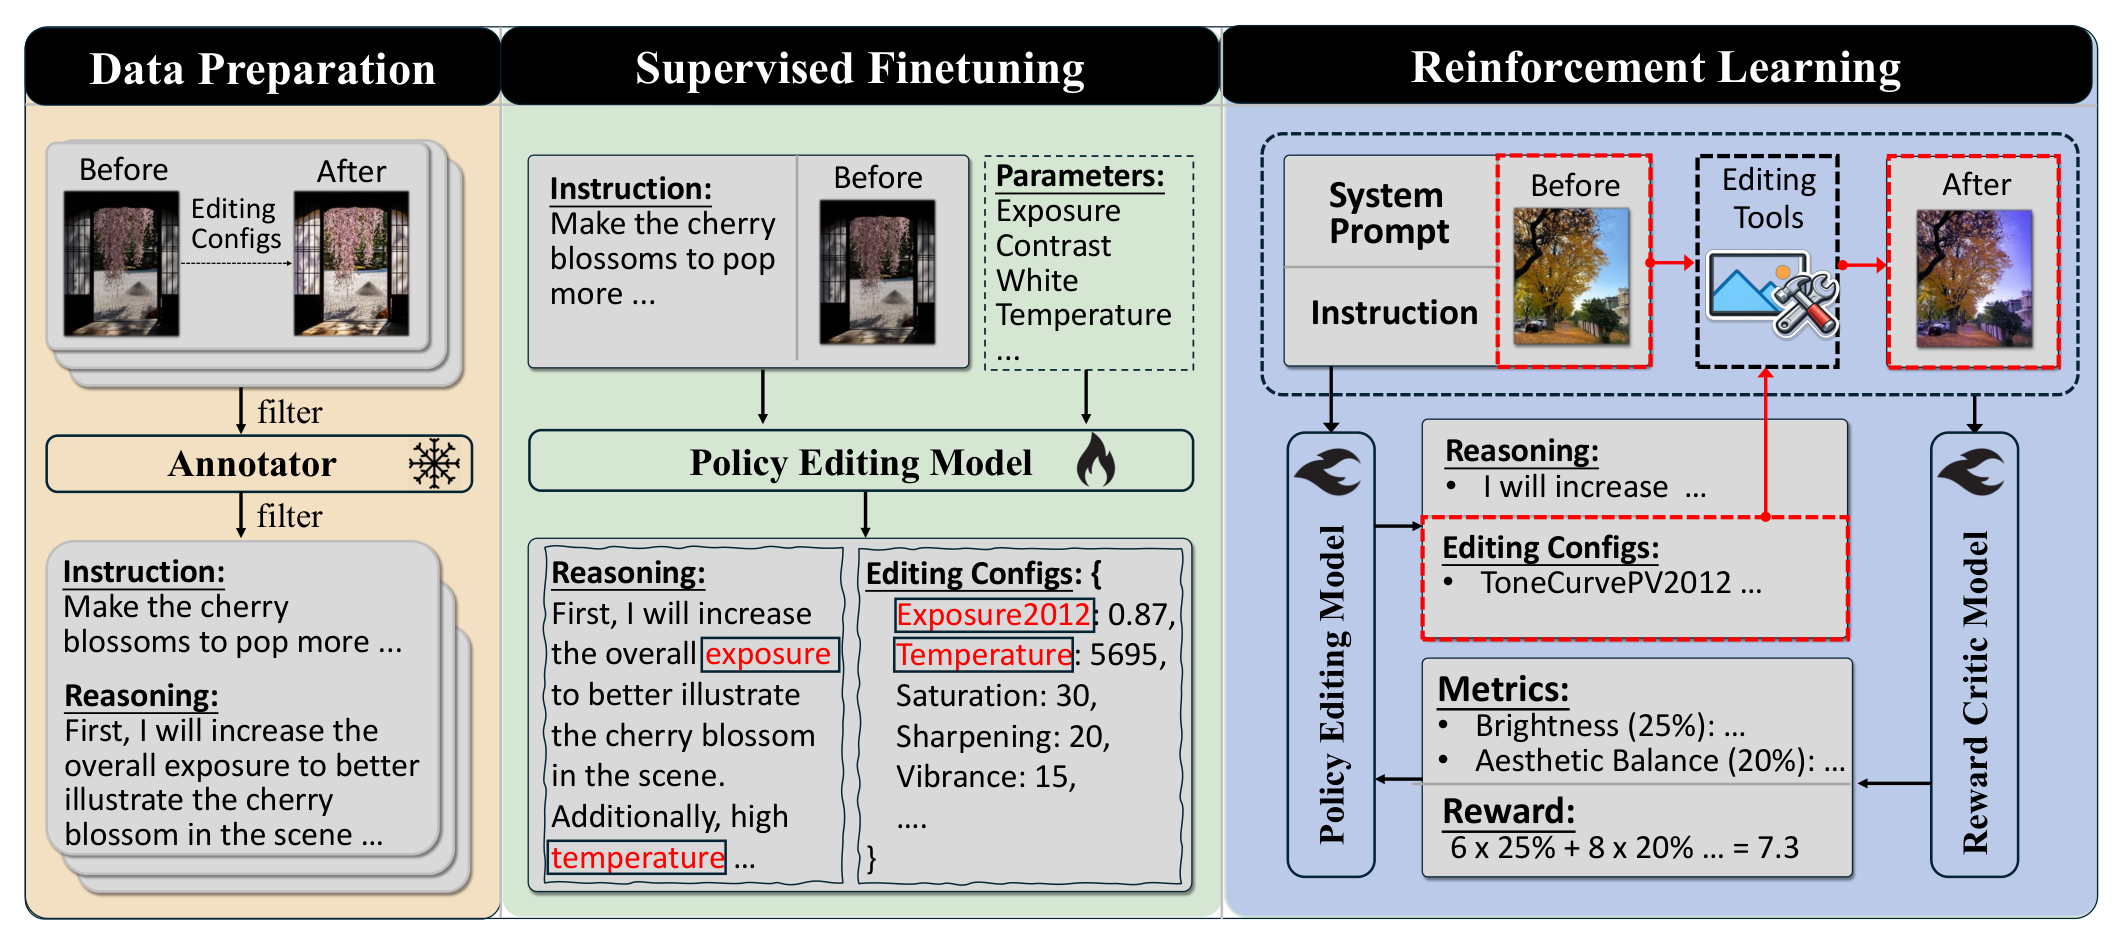 Data Preparation
Before
After
Editing
Configs
filter
Annotator
filter
Instruction:
Make the cherry
blossoms to pop more ...
Reasoning:
First, I will increase the
overall exposure to better
illustrate the cherry
blossom in the scene ...
Supervised Finetuning
Instruction:
Make the cherry
blossoms to pop
more ...
Before
Parameters:
Exposure
Contrast
White
Temperature
...
Policy Editing Model
Reasoning:
First, I will increase
the overall exposure
to better illustrate
the cherry blossom
in the scene.
Additionally, high
temperature ...
Editing Configs: {
Exposure2012: 0.87,
Temperature: 5695,
Saturation: 30,
Sharpening: 20,
Vibrance: 15,
....
}
Reinforcement Learning
System
Prompt
Instruction
Before
Editing
Tools
After
Policy Editing Model
Reasoning:
• I will increase ...
Editing Configs:
• ToneCurvePV2012 ...
Metrics:
• Brightness (25%): ...
• Aesthetic Balance (20%): ...
Reward:
6 x 25% + 8 x 20% ... = 7.3
Reward Critic Model